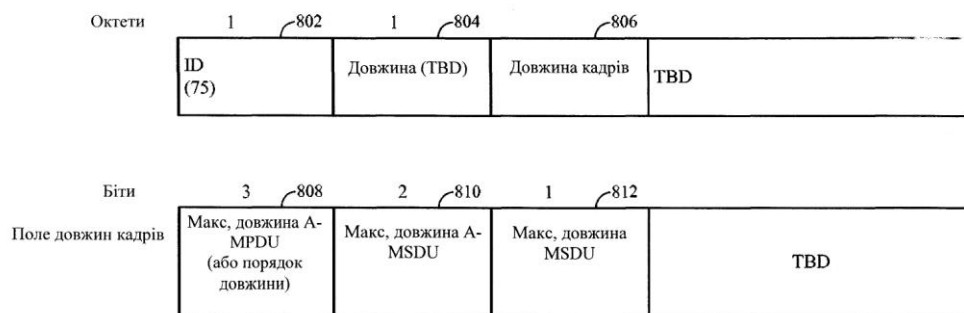 Октети 1 802 1 804 806
ID (75) Довжина (TBD) Довжина кадрів TBD
Біти 3 808 2 810 1 812
Поле довжин кадрів
Макс, довжина A-
MPDU
(або порядок
довжини)
Макс, довжина A-
MSDU
Макс, довжина
MSDU
TBD